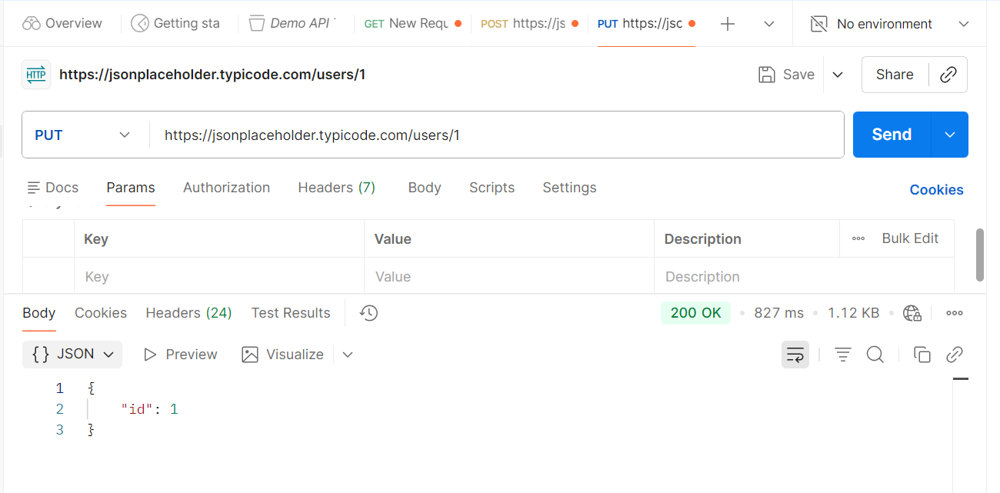 Overview Getting sta Demo API GET New Requ POST https://js PUT https://jsc No environment
HTTP https://jsonplaceholder.typicode.com/users/1 Save Share
PUT https://jsonplaceholder.typicode.com/users/1 Send
Docs Params Authorization Headers (7) Body Scripts Settings Cookies
Key Value Description Bulk Edit
Key Value Description
Body Cookies Headers (24) Test Results 200 OK 827 ms 1.12 KB
{} JSON Preview Visualize
1 {
2 "id": 1
3 }